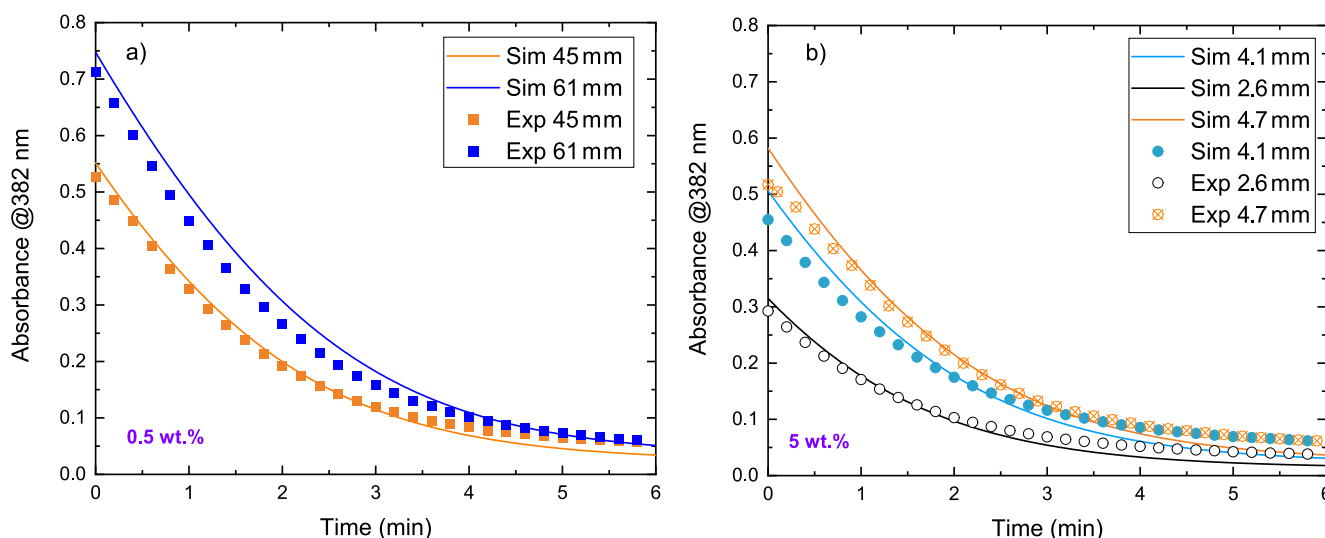 a)
Sim 45 mm
Sim 61 mm
Exp 45 mm
Exp 61 mm
Absorbance @382 nm
0.8
0.7
0.6
0.5
0.4
0.3
0.2
0.1
0.0
0.5 wt.%
0 1 2 3 4 5 6
Time (min)
b)
Sim 4.1 mm
Sim 2.6 mm
Sim 4.7 mm
Sim 4.1 mm
Exp 2.6 mm
Exp 4.7 mm
Absorbance @382 nm
0.8
0.7
0.6
0.5
0.4
0.3
0.2
0.1
0.0
5 wt.%
0 1 2 3 4 5 6
Time (min)